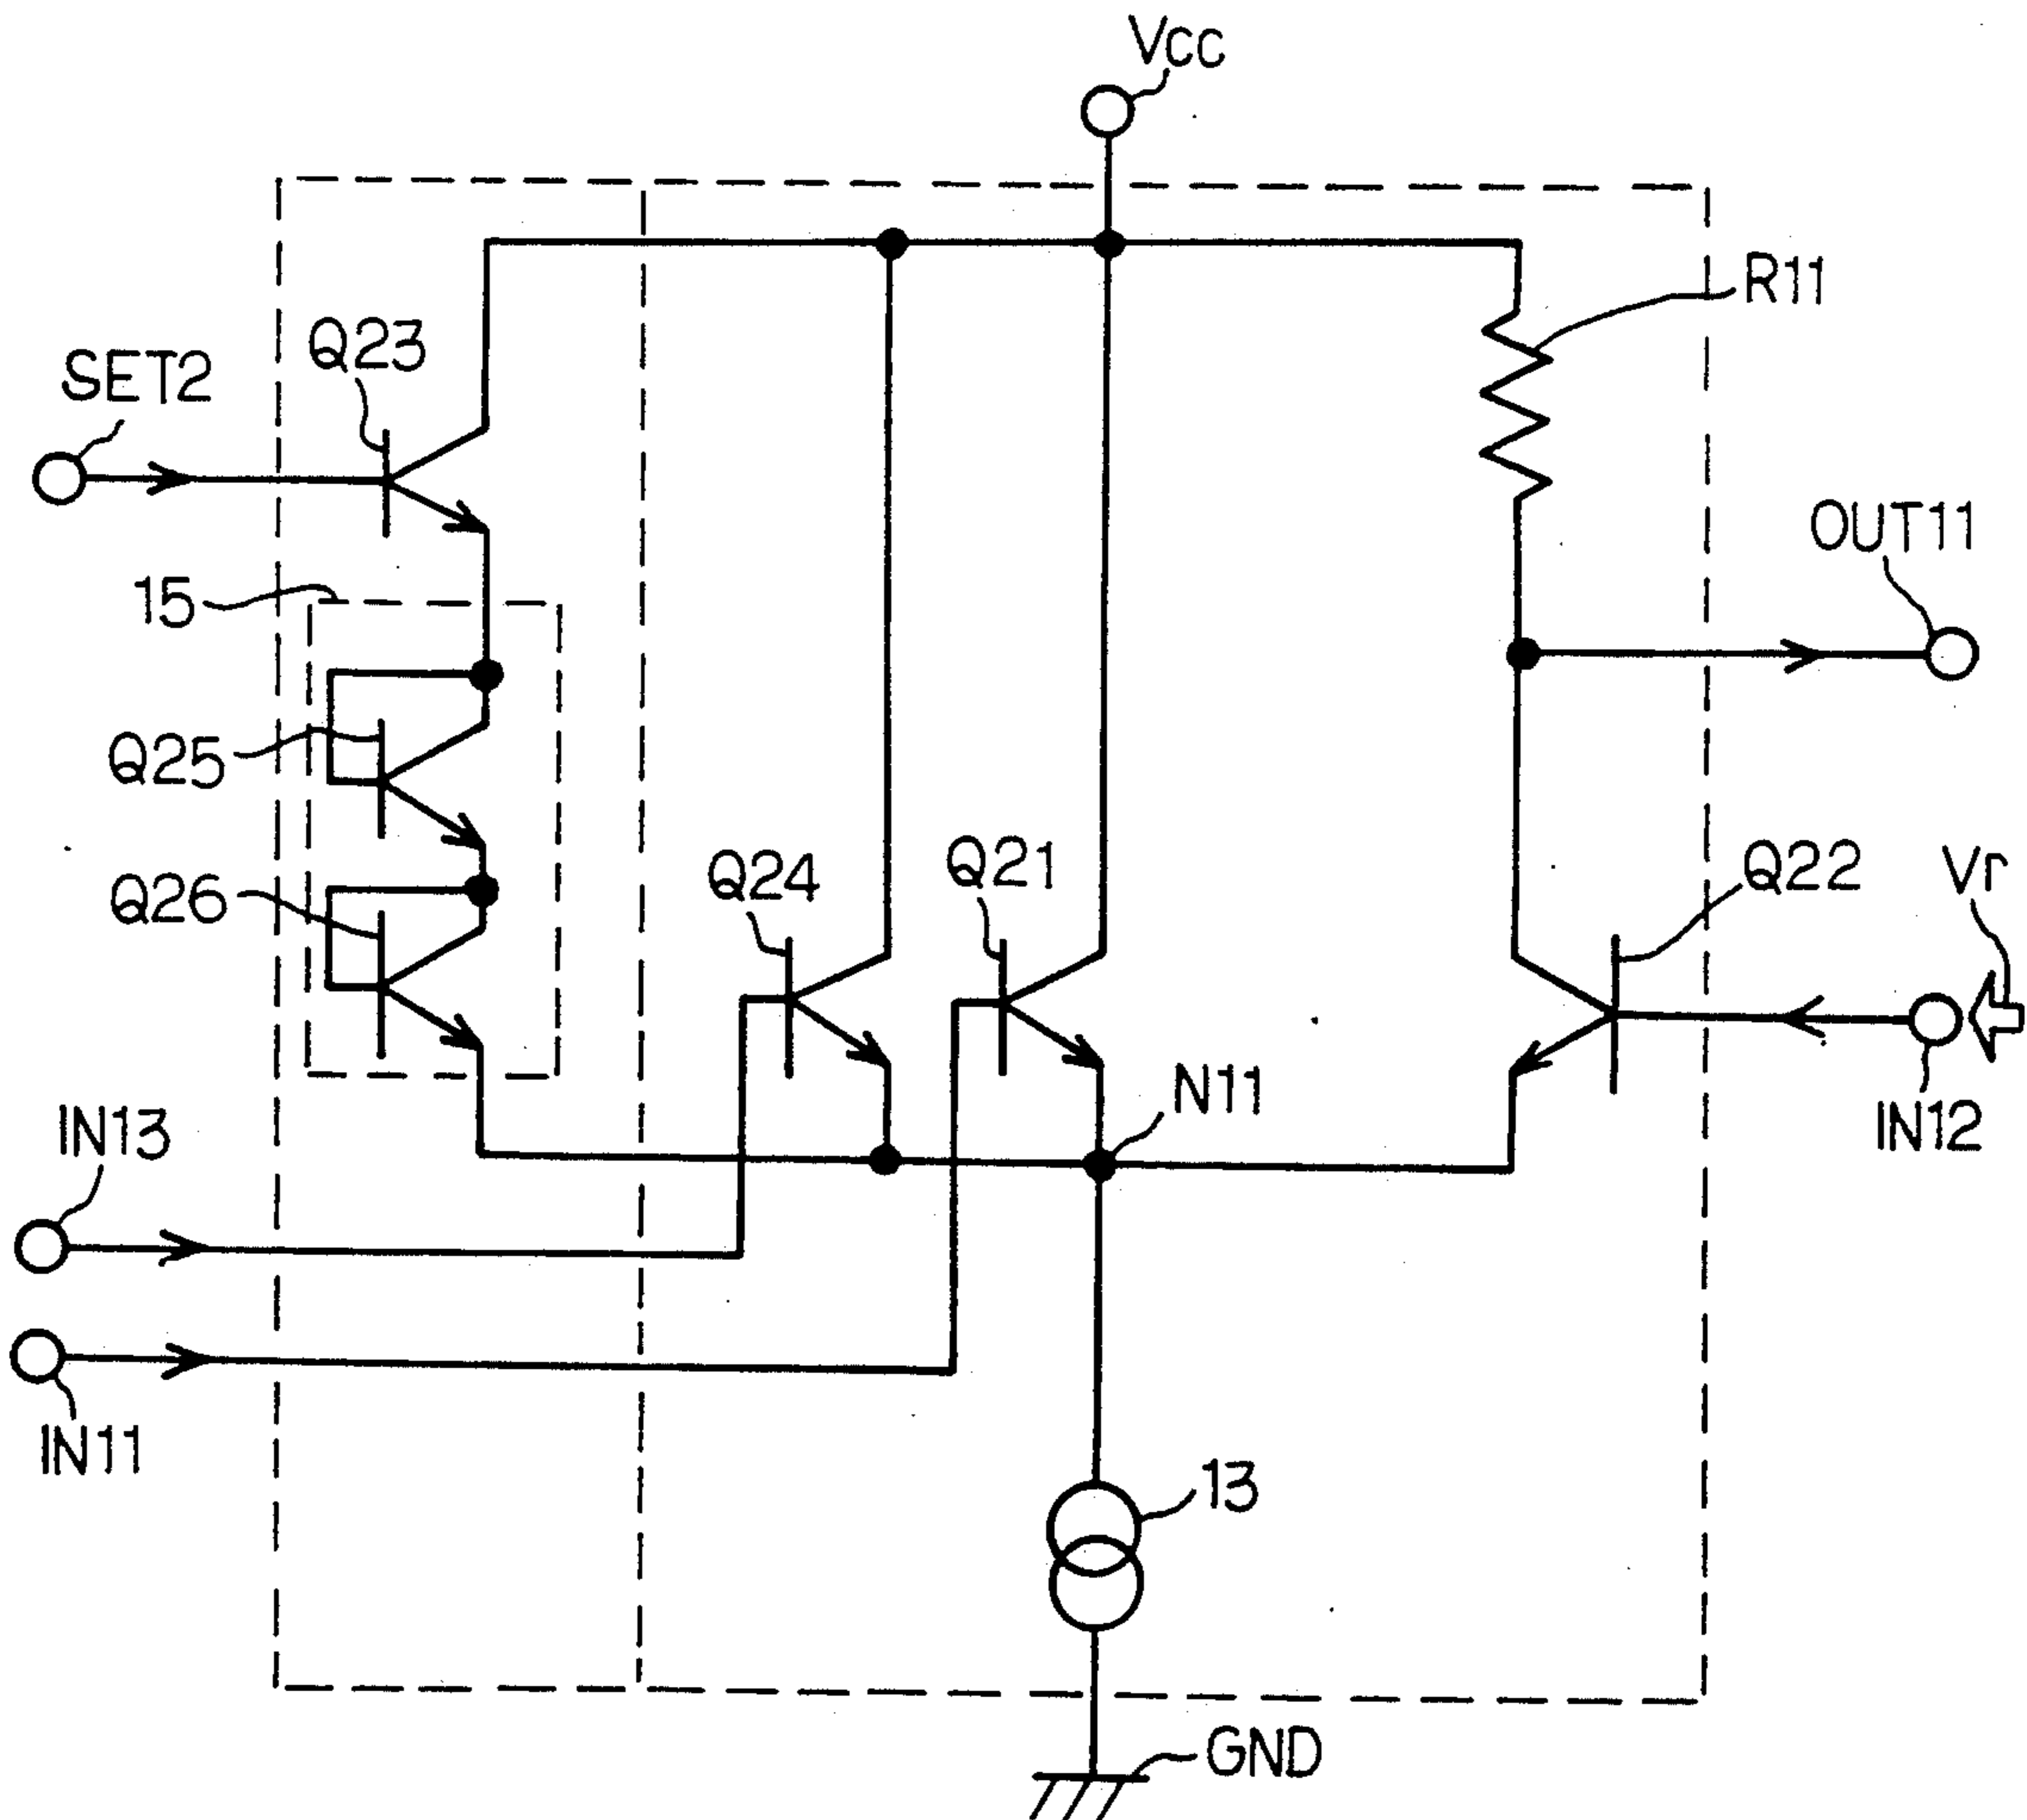 Vcc
R11
Q23
SET2
OUT11
15
Q25
Q24
Q21
Q22
Vr
Q26
N11
IN13
IN12
IN11
13
GND